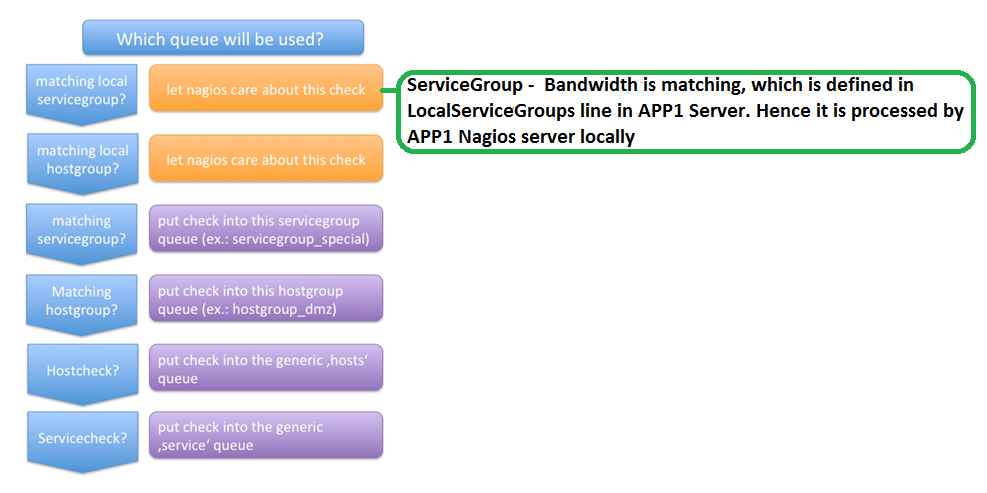 Which queue will be used?
matching local
servicegroup?
let nagios care about this check
ServiceGroup - Bandwidth is matching, which is defined in
LocalServiceGroups line in APP1 Server. Hence it is processed by
APP1 Nagios server locally
matching local
hostgroup?
let nagios care about this check
matching
servicegroup?
put check into this servicegroup
queue (ex.: servicegroup_special)
Matching
hostgroup?
put check into this hostgroup
queue (ex.: hostgroup_dmz)
Hostcheck?
put check into the generic ‚hosts‘
queue
Servicecheck?
put check into the generic
‚service‘ queue